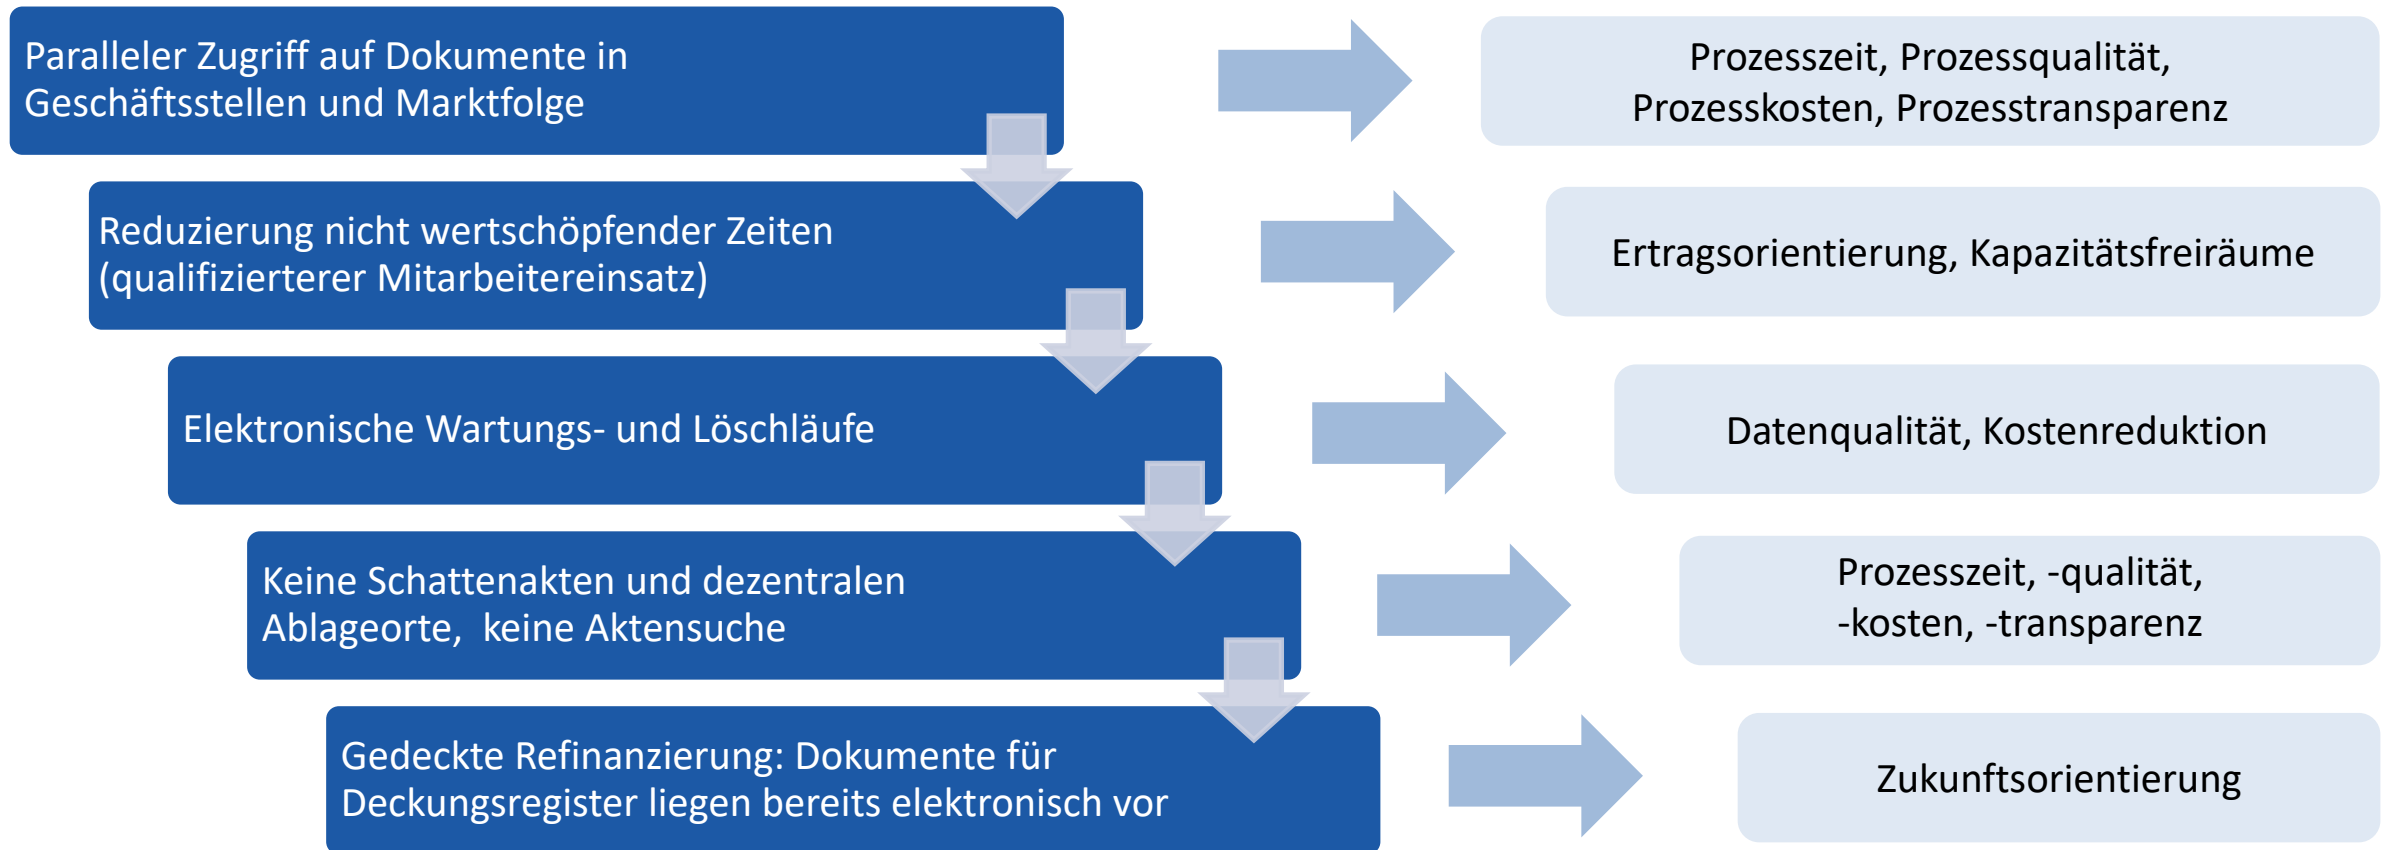 Paralleler Zugriff auf Dokumente in
Geschäftsstellen und Marktfolge
Prozesszeit, Prozessqualität,
Prozesskosten, Prozesstransparenz
Reduzierung nicht wertschöpfender Zeiten
(qualifizierterer Mitarbeitereinsatz)
Ertragsorientierung, Kapazitätsfreiräume
Elektronische Wartungs- und Löschläufe
Datenqualität, Kostenreduktion
Keine Schattenakten und dezentralen
Ablageorte,  keine Aktensuche
Prozesszeit, -qualität,
-kosten, -transparenz
Gedeckte Refinanzierung: Dokumente für
Deckungsregister liegen bereits elektronisch vor
Zukunftsorientierung